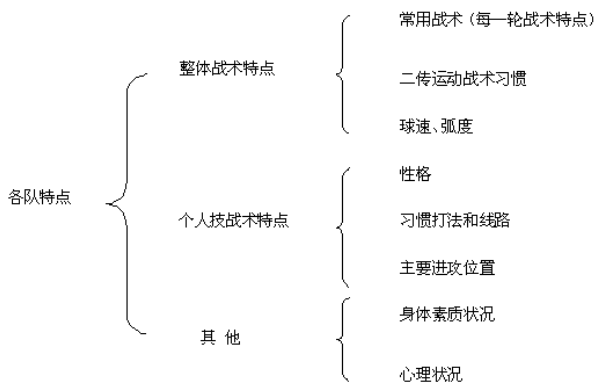 常用战术（每一轮战术特点）
整体战术特点
二传运动战术习惯
球速、弧度
性格
各队特点
个人技战术特点
习惯打法和线路
主要进攻位置
身体素质状况
其 他
心理状况